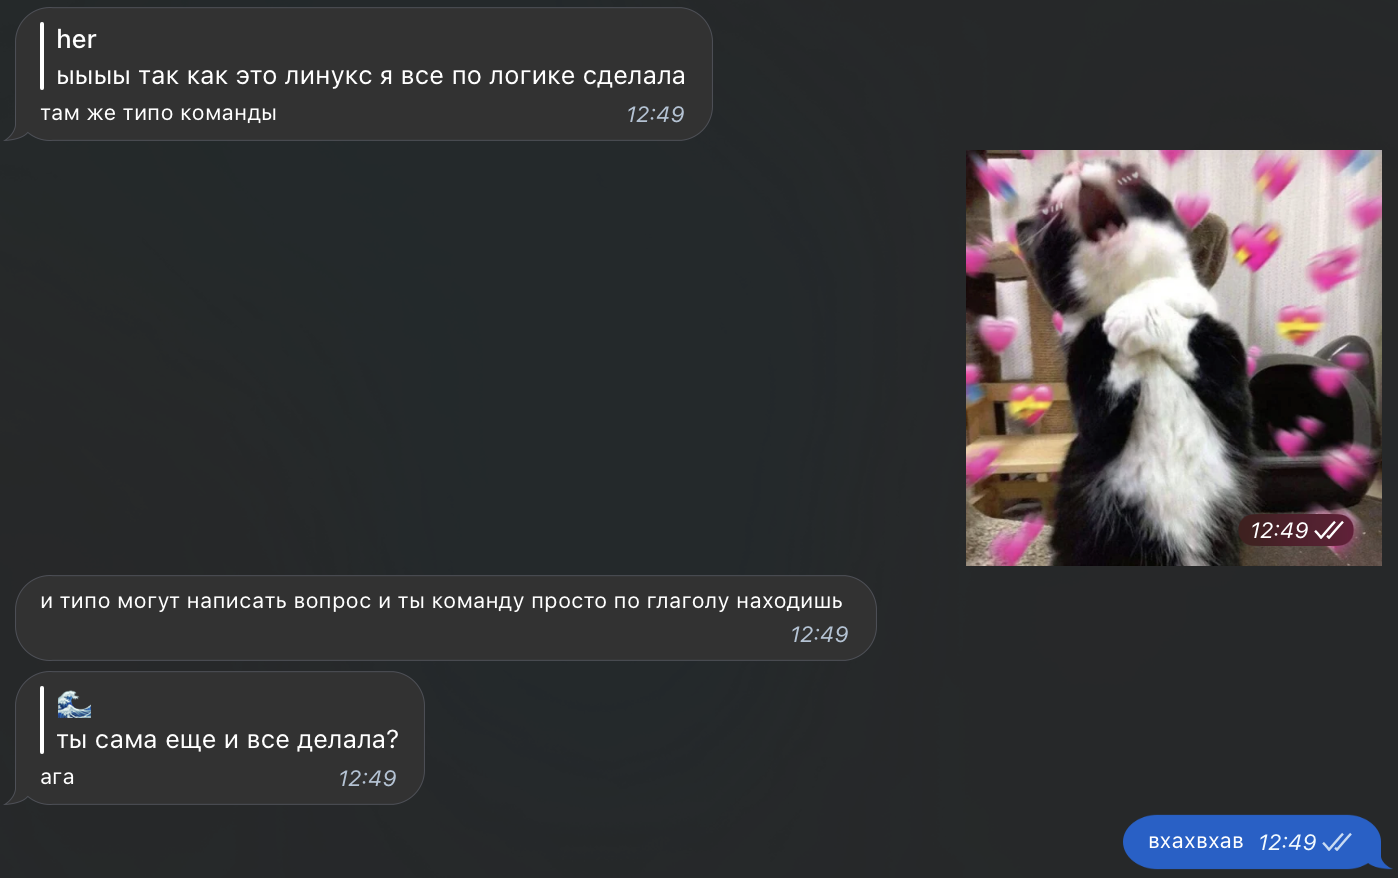 her
ыыыы так как это линукс я все по логике сделала
там же типо команды
12:49
12:49
и типо могут написать вопрос и ты команду просто по глаголу находишь
12:49
🌊
ты сама еще и все делала?
ага
12:49
вхахвхав 12:49